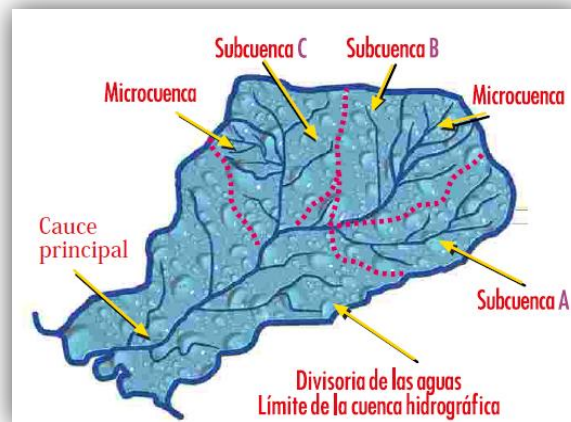 Subcuenca C
Subcuenca B
Microcuenca
Microcuenca
Cauce
principal
Subcuenca A
Divisoria de las aguas
Límite de la cuenca hidrográfica